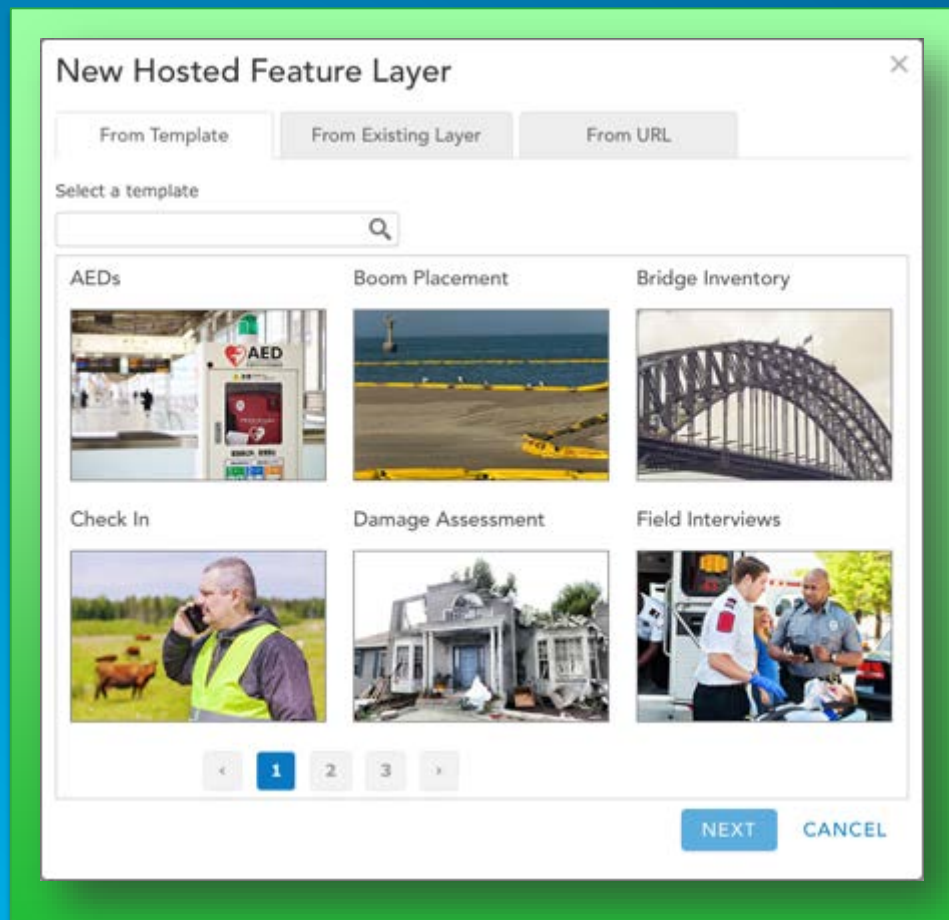 New Hosted Feature Layer
×
From Template From Existing Layer From URL
Select a template
AEDs Boom Placement Bridge Inventory
AED
Check In Damage Assessment Field Interviews
‹ 1 2 3 ›
NEXT CANCEL